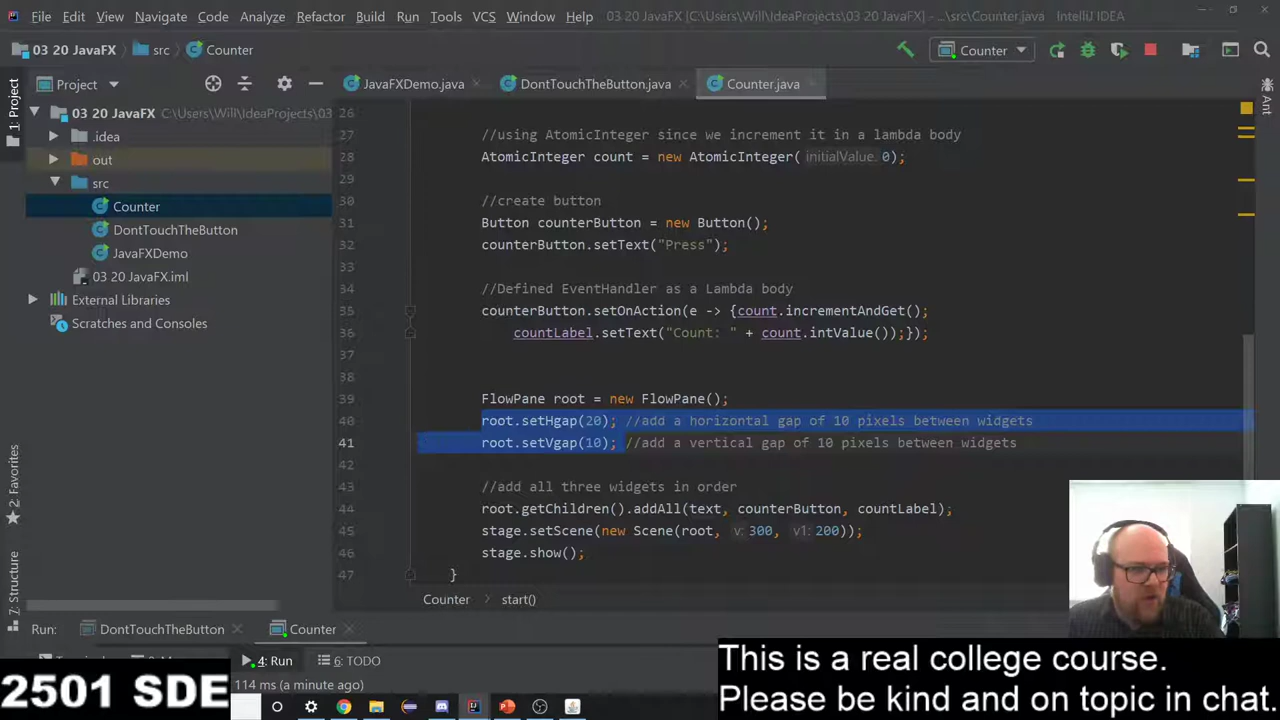 File Edit View Navigate Code Analyze Refactor Build Run Tools VCS Window Help 03 20 JavaFX [C:\Users\Will\IdeaProjects\03 20 JavaFX] - ...\src\Counter.java - IntelliJ IDEA
03 20 JavaFX src Counter Counter
1: Project
Project JavaFXDemo.java DontTouchTheButton.java Counter.java
Ant
03 20 JavaFX C:\Users\Will\IdeaProjects\03
.idea
out
src
Counter
DontTouchTheButton
JavaFXDemo
03 20 JavaFX.iml
External Libraries
Scratches and Consoles
26
27 //using AtomicInteger since we increment it in a lambda body
28 AtomicInteger count = new AtomicInteger( initialValue: 0);
29
30 //create button
31 Button counterButton = new Button();
32 counterButton.setText("Press");
33
34 //Defined EventHandler as a Lambda body
35 counterButton.setOnAction(e -> {count.incrementAndGet();
36 countLabel.setText("Count: " + count.intValue());});
37
38
39 FlowPane root = new FlowPane();
40 root.setHgap(20); //add a horizontal gap of 10 pixels between widgets
41 root.setVgap(10); //add a vertical gap of 10 pixels between widgets
42
43 //add all three widgets in order
44 root.getChildren().addAll(text, counterButton, countLabel);
45 stage.setScene(new Scene(root, v: 300, v1: 200));
46 stage.show();
47 }
Counter start()
2: Favorites
7: Structure
Run: DontTouchTheButton Counter
4: Run 6: TODO
114 ms (a minute ago)
2501 SDE
This is a real college course.
Please be kind and on topic in chat.